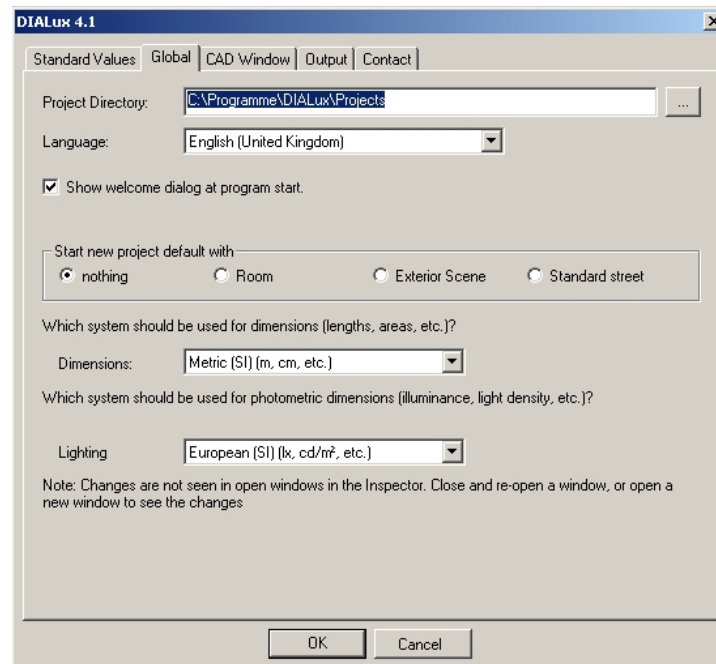 DIALux 4.1
Standard Values Global CAD Window Output Contact
Project Directory: C:\Programme\DIALux\Projects ...
Language: English (United Kingdom)
Show welcome dialog at program start.
Start new project default with
nothing Room Exterior Scene Standard street
Which system should be used for dimensions (lengths, areas, etc.)?
Dimensions: Metric (SI) (m, cm, etc.)
Which system should be used for photometric dimensions (illuminance, light density, etc.)?
Lighting European (SI) (lx, cd/m², etc.)
Note: Changes are not seen in open windows in the Inspector. Close and re-open a window, or open a
new window to see the changes
OK Cancel